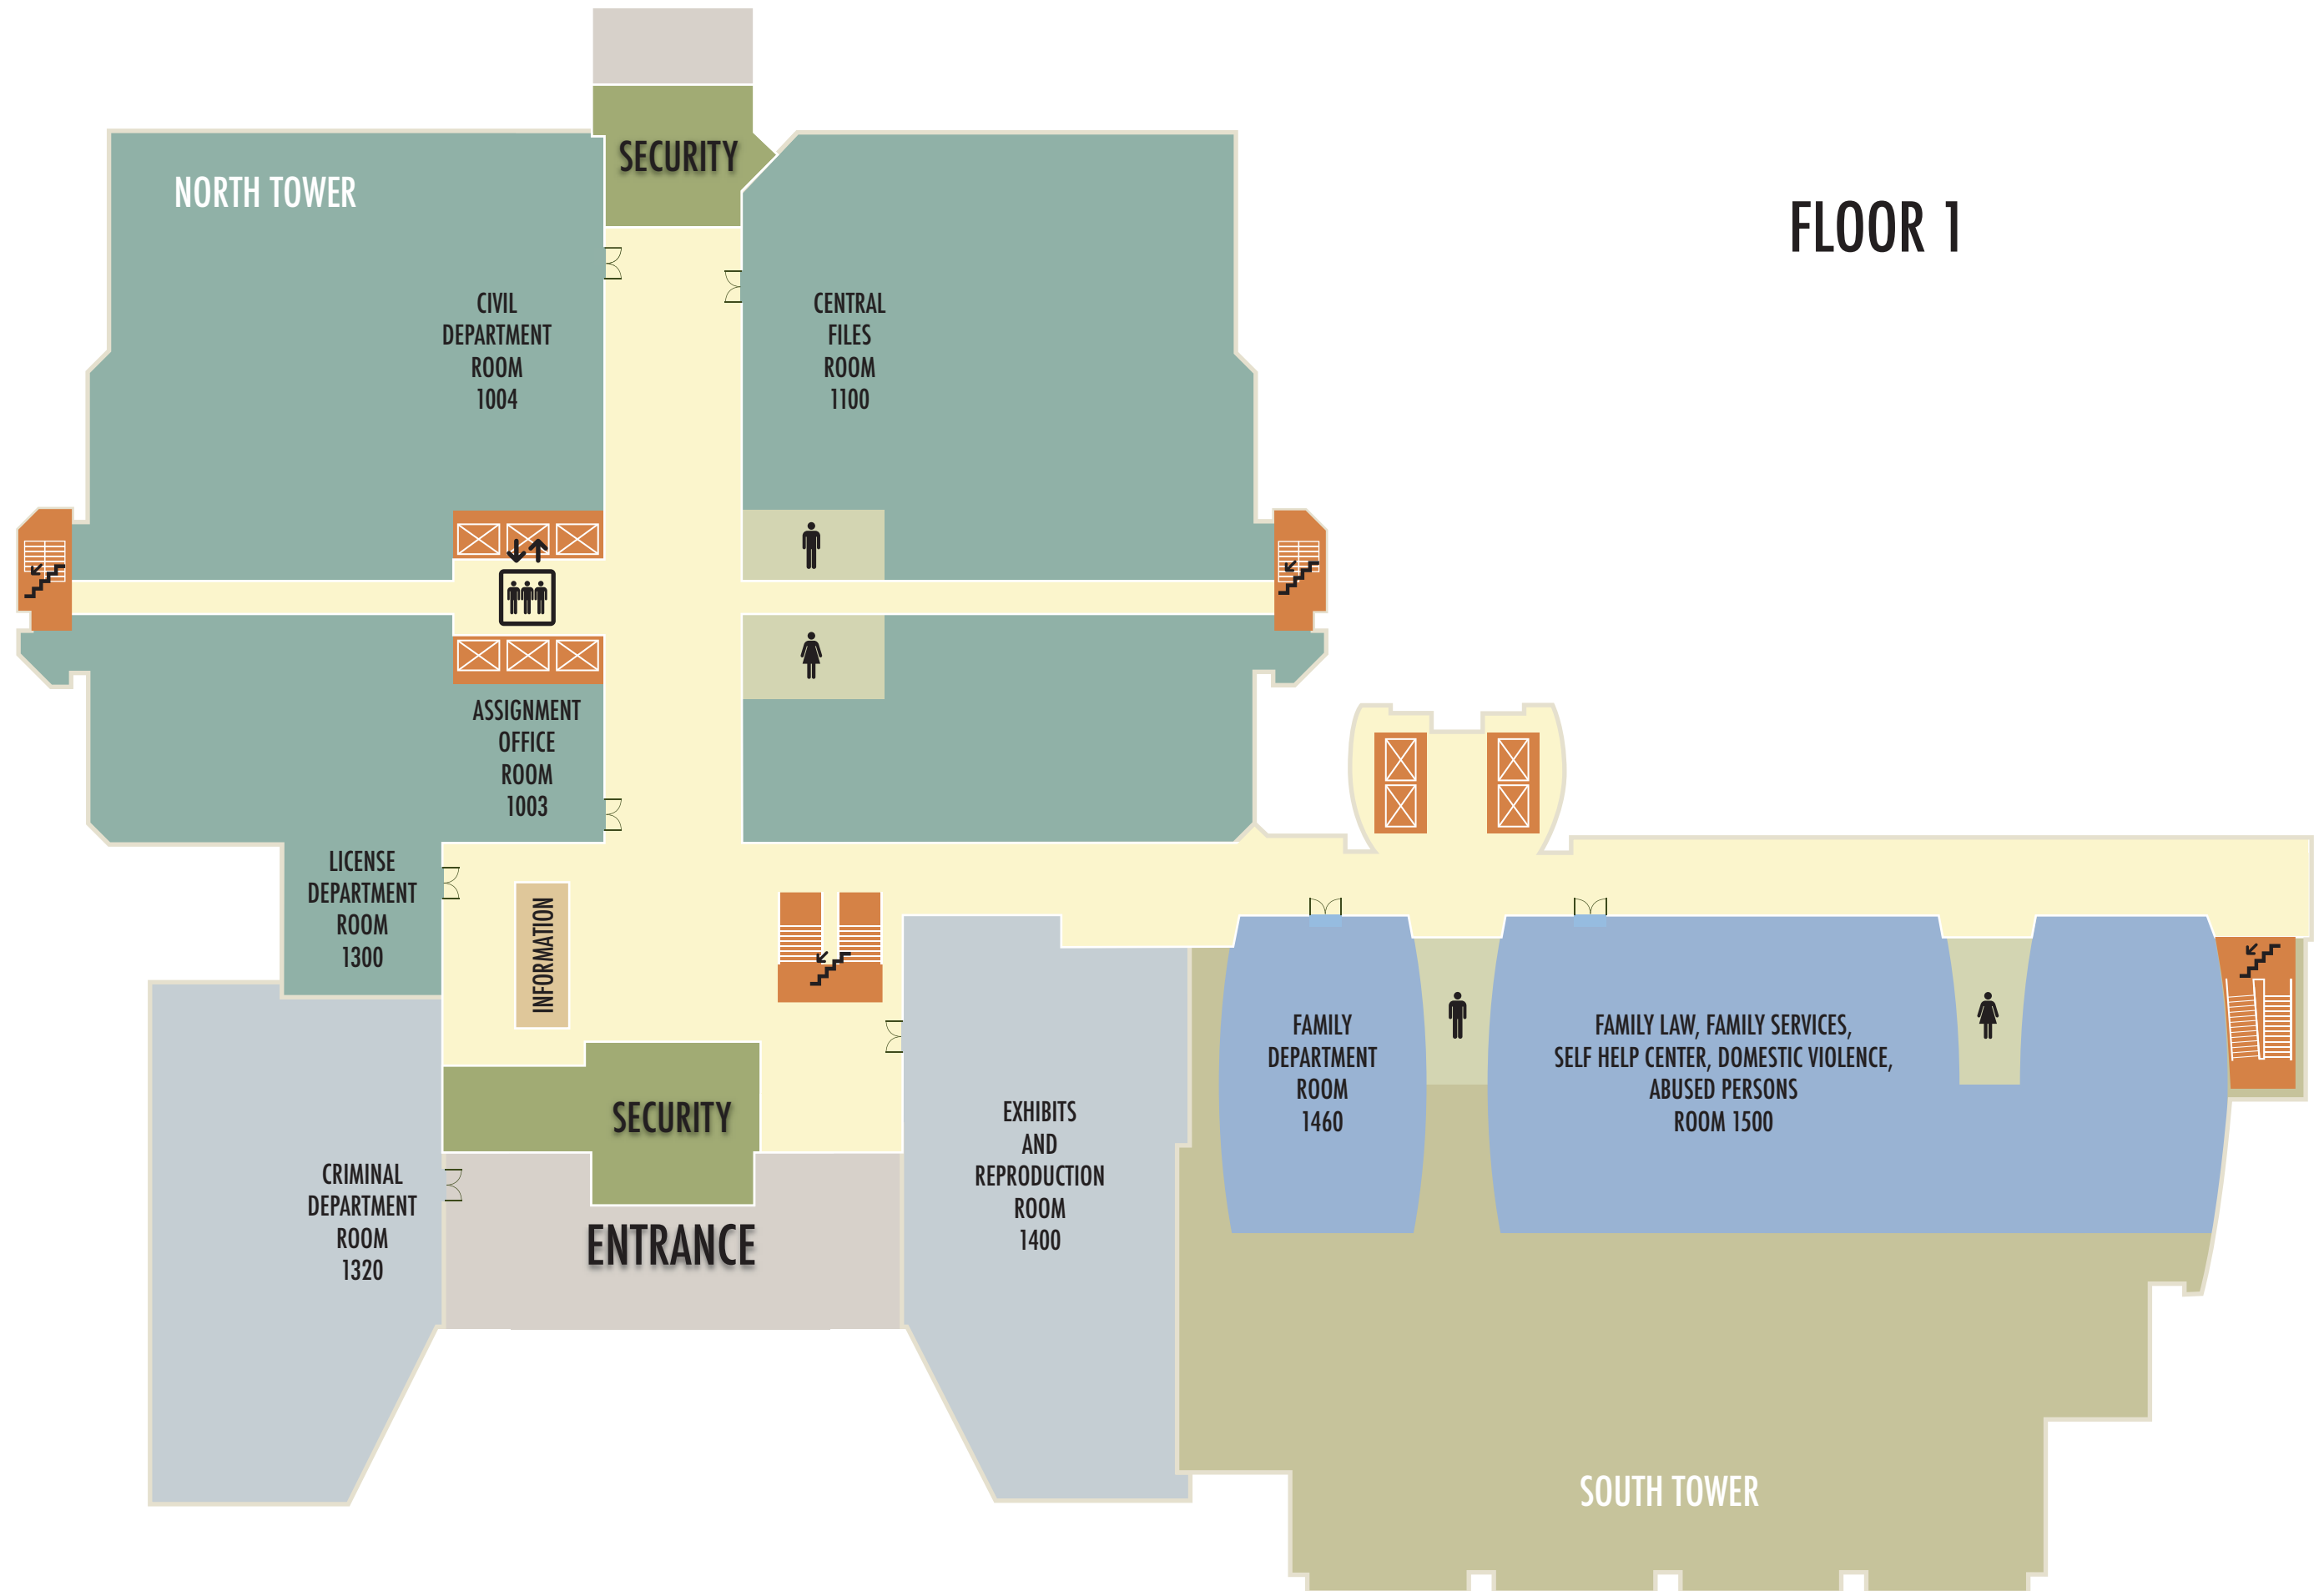 SECURITY
NORTH TOWER
FLOOR 1
CIVIL
DEPARTMENT
ROOM
1004
CENTRAL
FILES
ROOM
1100
ASSIGNMENT
OFFICE
ROOM
1003
LICENSE
DEPARTMENT
ROOM
1300
INFORMATION
FAMILY
DEPARTMENT
ROOM
1460
FAMILY LAW, FAMILY SERVICES,
SELF HELP CENTER, DOMESTIC VIOLENCE,
ABUSED PERSONS
ROOM 1500
SECURITY
EXHIBITS
AND
REPRODUCTION
ROOM
1400
CRIMINAL
DEPARTMENT
ROOM
1320
ENTRANCE
SOUTH TOWER